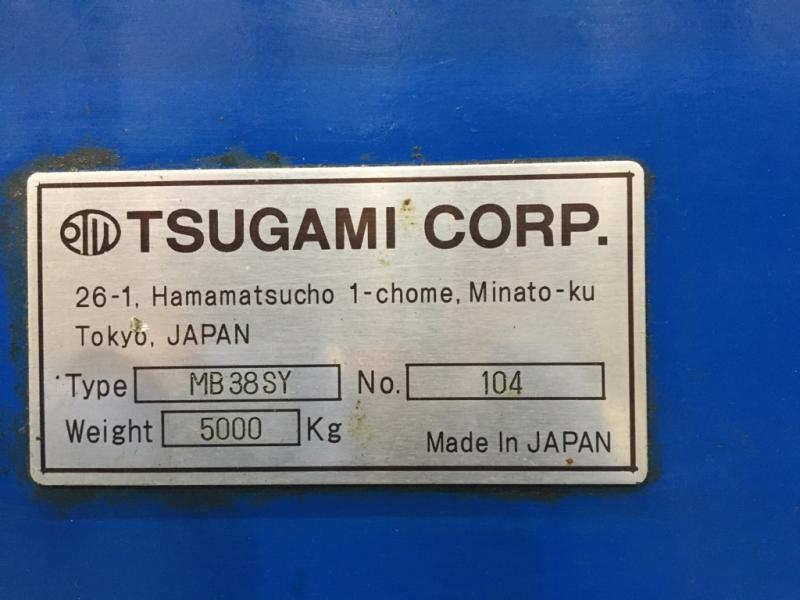 TSUGAMI CORP.
26-1, Hamamatsucho 1-chome, Minato-ku
Tokyo, JAPAN
Type MB38SY No. 104
Weight 5000 Kg
Made In JAPAN